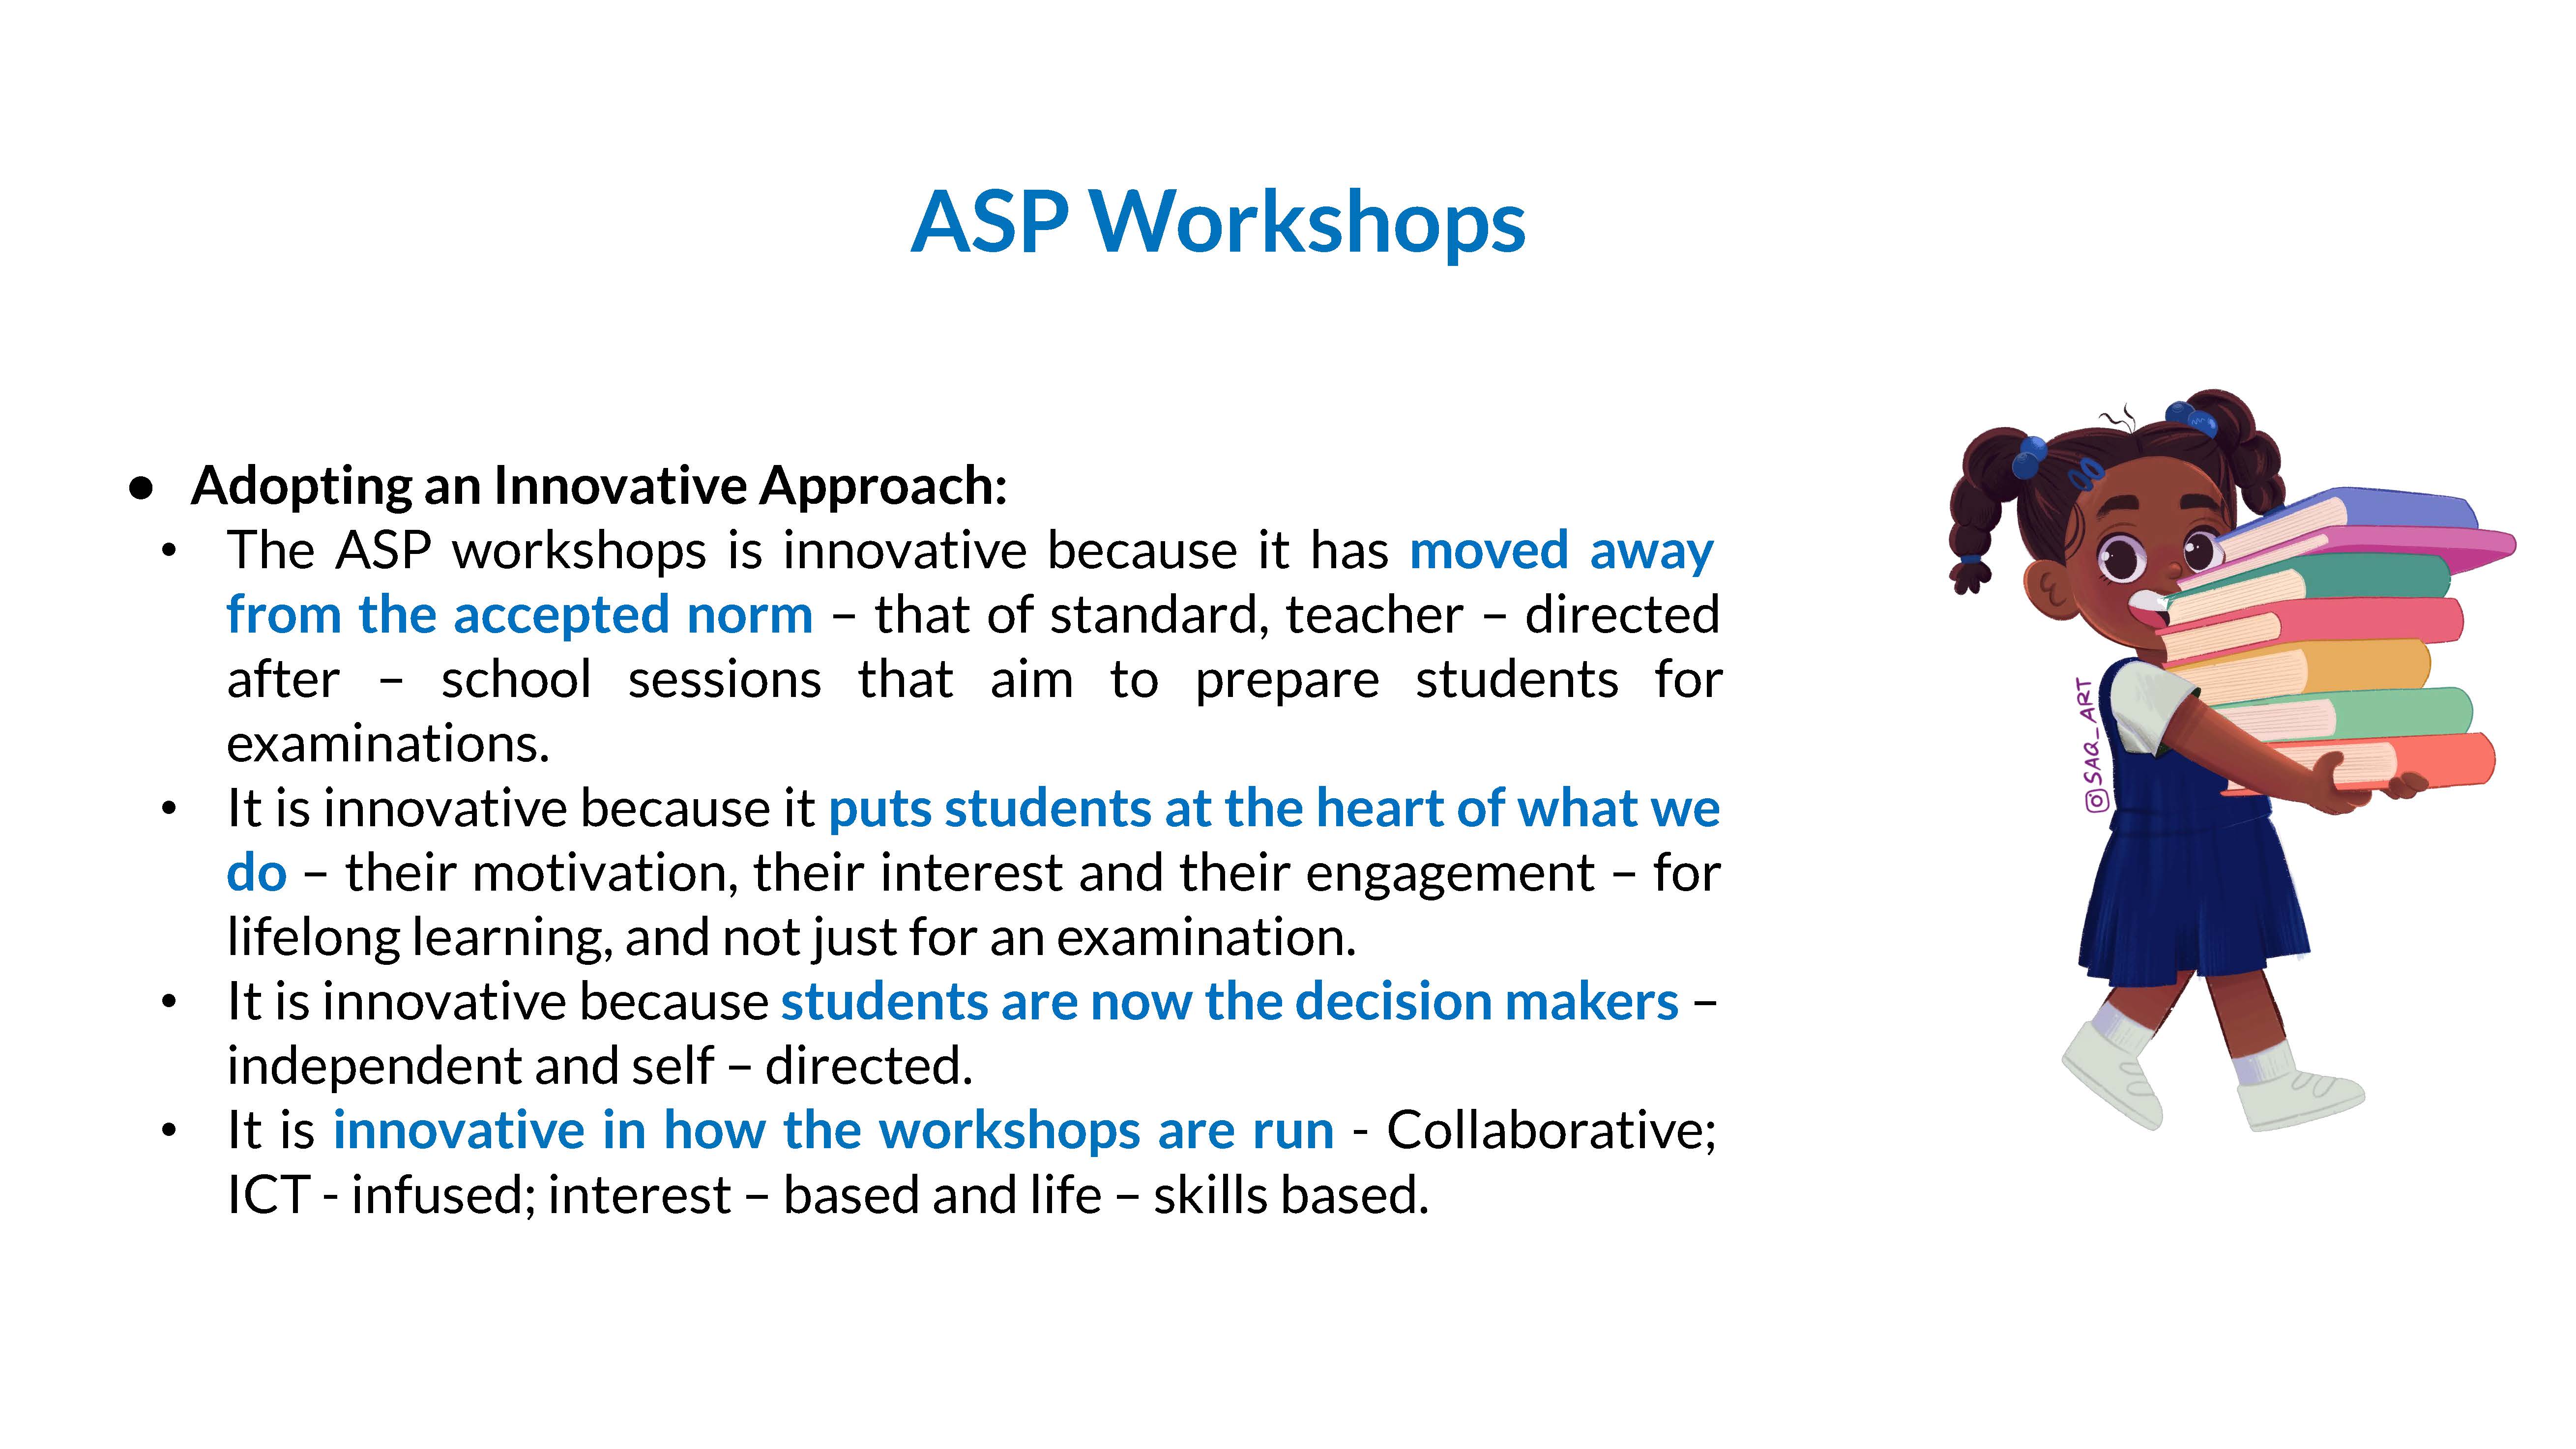 ASP Workshops
● Adopting an Innovative Approach:
• The ASP workshops is innovative because it has moved away
from the accepted norm – that of standard, teacher – directed
after – school sessions that aim to prepare students for
examinations.
• It is innovative because it puts students at the heart of what we
do – their motivation, their interest and their engagement – for
lifelong learning, and not just for an examination.
• It is innovative because students are now the decision makers –
independent and self – directed.
• It is innovative in how the workshops are run - Collaborative;
ICT - infused; interest – based and life – skills based.
SAQ_ART